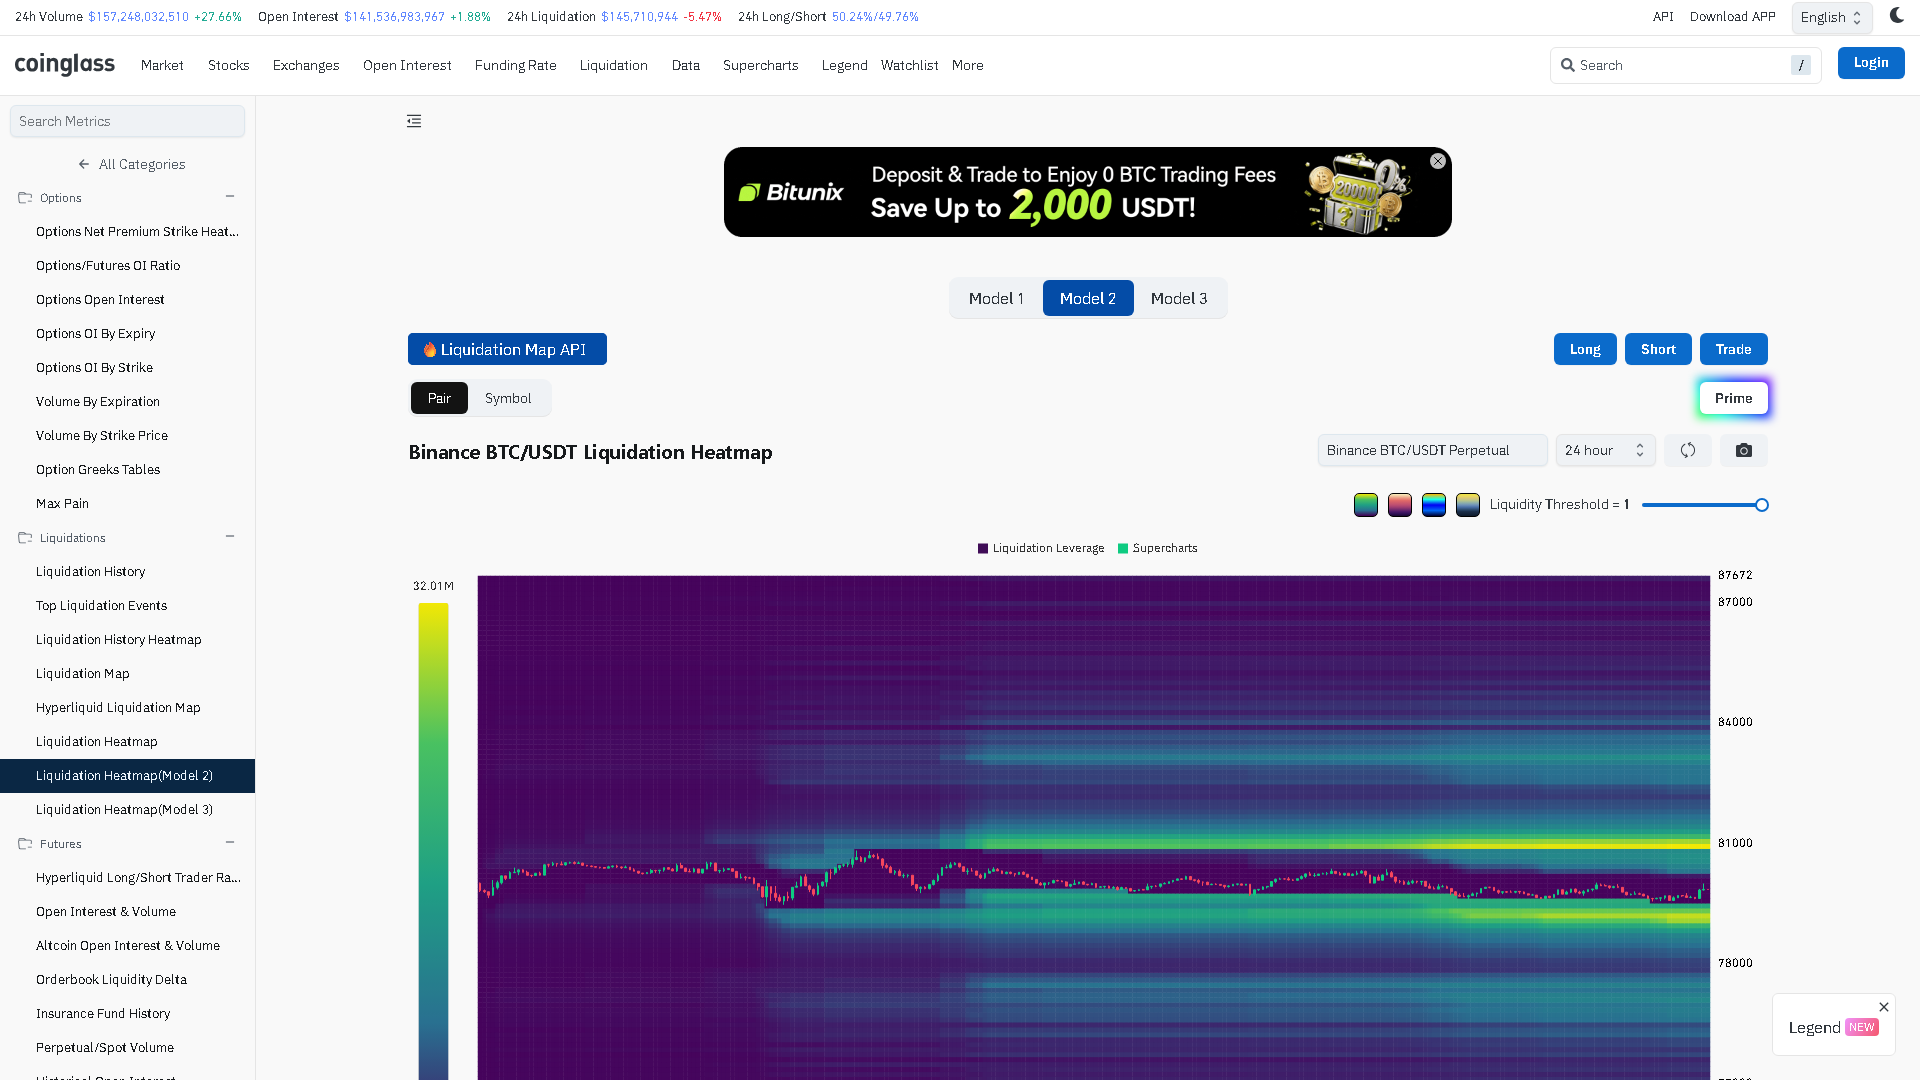 24h Volume $157,248,032,510 +27.66% Open Interest $141,536,983,967 +1.88% 24h Liquidation $145,710,944 -5.47% 24h Long/Short 50.24%/49.76% API Download APP English
coinglass Market Stocks Exchanges Open Interest Funding Rate Liquidation Data Supercharts Legend Watchlist More Search / Login
Search Metrics
All Categories
Options
Options Net Premium Strike Heat...
Options/Futures OI Ratio
Options Open Interest
Options OI By Expiry
Options OI By Strike
Volume By Expiration
Volume By Strike Price
Option Greeks Tables
Max Pain
Liquidations
Liquidation History
Top Liquidation Events
Liquidation History Heatmap
Liquidation Map
Hyperliquid Liquidation Map
Liquidation Heatmap
Liquidation Heatmap(Model 2)
Liquidation Heatmap(Model 3)
Futures
Hyperliquid Long/Short Trader Ra...
Open Interest & Volume
Altcoin Open Interest & Volume
Orderbook Liquidity Delta
Insurance Fund History
Perpetual/Spot Volume
Bitunix
Deposit & Trade to Enjoy 0 BTC Trading Fees
Save Up to 2,000 USDT!
0%
20000
?
Model 1 Model 2 Model 3
Liquidation Map API Long Short Trade
Pair Symbol Prime
Binance BTC/USDT Liquidation Heatmap Binance BTC/USDT Perpetual 24 hour
Liquidity Threshold = 1
Liquidation Leverage Supercharts
32.01M
87672
87000
84000
81000
78000
Legend NEW